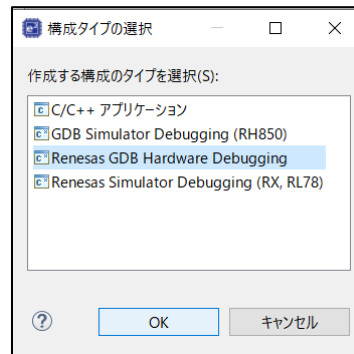 構成タイプの選択
作成する構成のタイプを選択(S):
C/C++ アプリケーション
GDB Simulator Debugging (RH850)
Renesas GDB Hardware Debugging
Renesas Simulator Debugging (RX, RL78)
OK
キャンセル